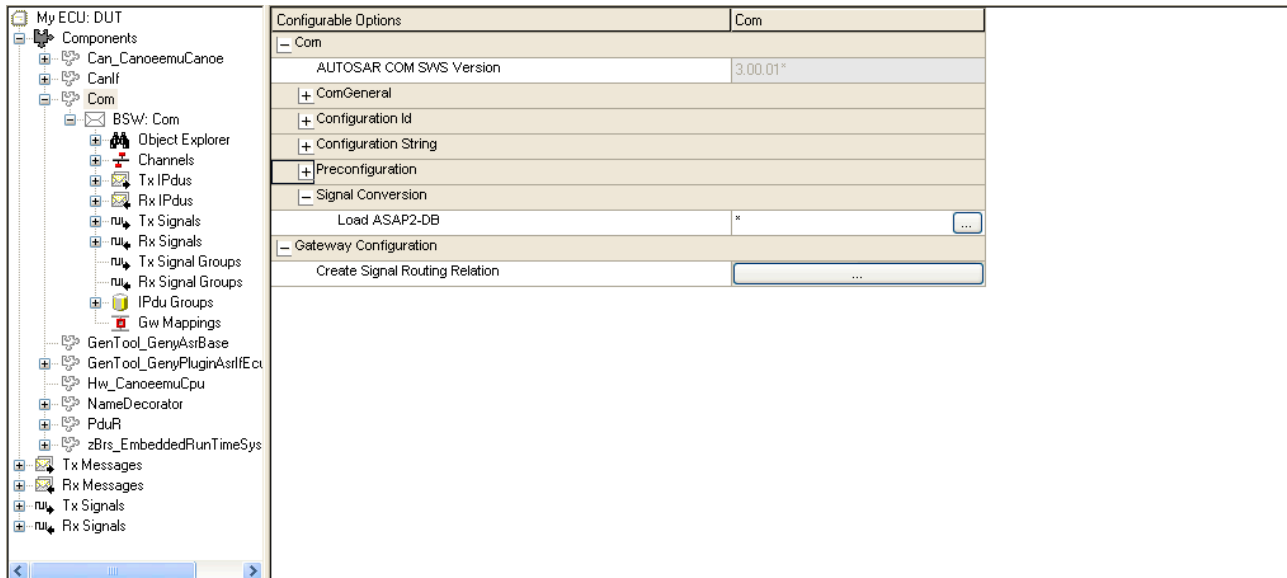 My ECU: DUT
Components
Can_CanoeemuCanoe
CanIf
Com
BSW: Com
Object Explorer
Channels
Tx IPdus
Rx IPdus
Tx Signals
Rx Signals
Tx Signal Groups
Rx Signal Groups
IPdu Groups
Gw Mappings
GenTool_GenyAsrBase
GenTool_GenyPluginAsrIfEcu
Hw_CanoeemuCpu
NameDecorator
PduR
zBrs_EmbeddedRunTimeSys
Tx Messages
Rx Messages
Tx Signals
Rx Signals
Configurable Options Com
Com
AUTOSAR COM SWS Version 3.00.01*
ComGeneral
Configuration Id
Configuration String
Preconfiguration
Signal Conversion
Load ASAP2-DB * ...
Gateway Configuration
Create Signal Routing Relation ...